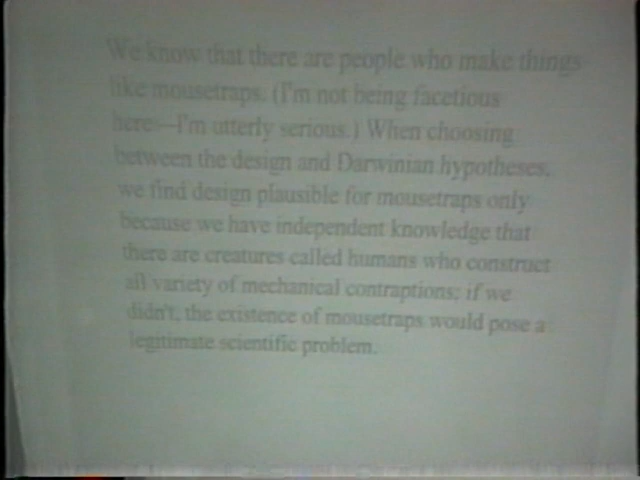 We know that there are people who make things
like mousetraps. (I'm not being facetious
here—I'm utterly serious.) When choosing
between the design and Darwinian hypotheses,
we find design plausible for mousetraps only
because we have independent knowledge that
there are creatures called humans who construct
all variety of mechanical contraptions; if we
didn't, the existence of mousetraps would pose a
legitimate scientific problem.